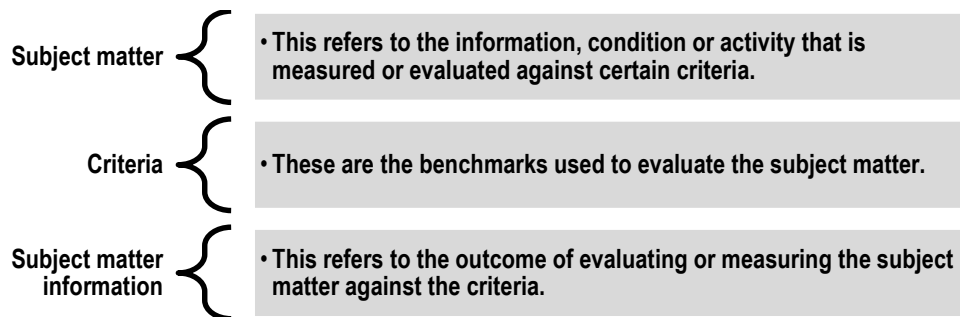 Subject matter
• This refers to the information, condition or activity that is
measured or evaluated against certain criteria.
Criteria
• These are the benchmarks used to evaluate the subject matter.
Subject matter
information
• This refers to the outcome of evaluating or measuring the subject
matter against the criteria.